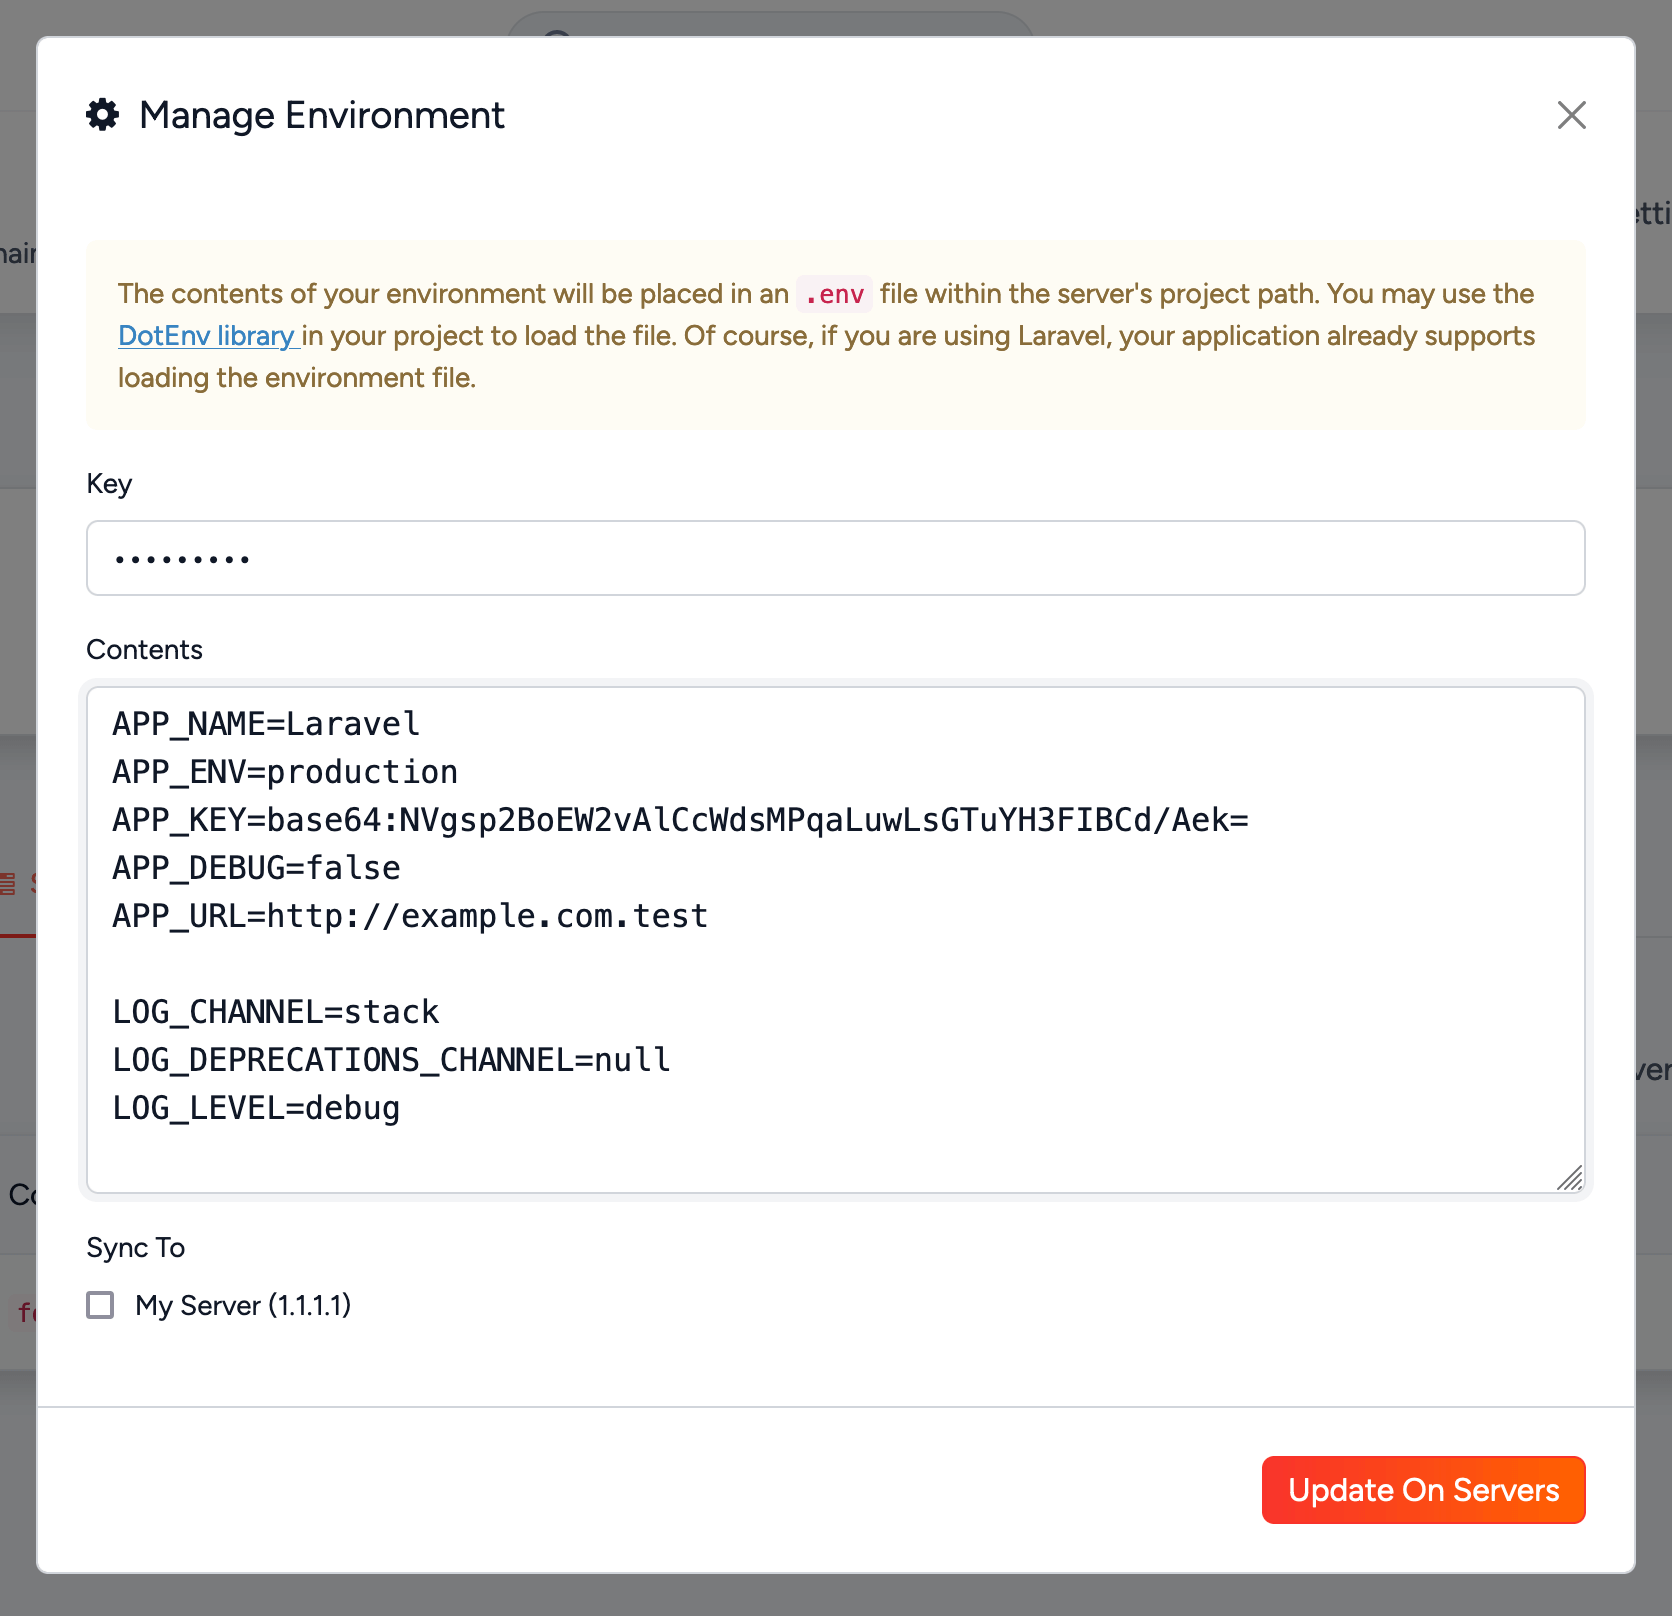 Manage Environment
The contents of your environment will be placed in an .env file within the server's project path. You may use the
DotEnv library in your project to load the file. Of course, if you are using Laravel, your application already supports
loading the environment file.
Key
•••••••••
Contents
APP_NAME=Laravel
APP_ENV=production
APP_KEY=base64:NVgsp2BoEW2vAlCcWdsMPqaLuwLsGTuYH3FIBCd/Aek=
APP_DEBUG=false
APP_URL=http://example.com.test
LOG_CHANNEL=stack
LOG_DEPRECATIONS_CHANNEL=null
LOG_LEVEL=debug
Sync To
My Server (1.1.1.1)
Update On Servers